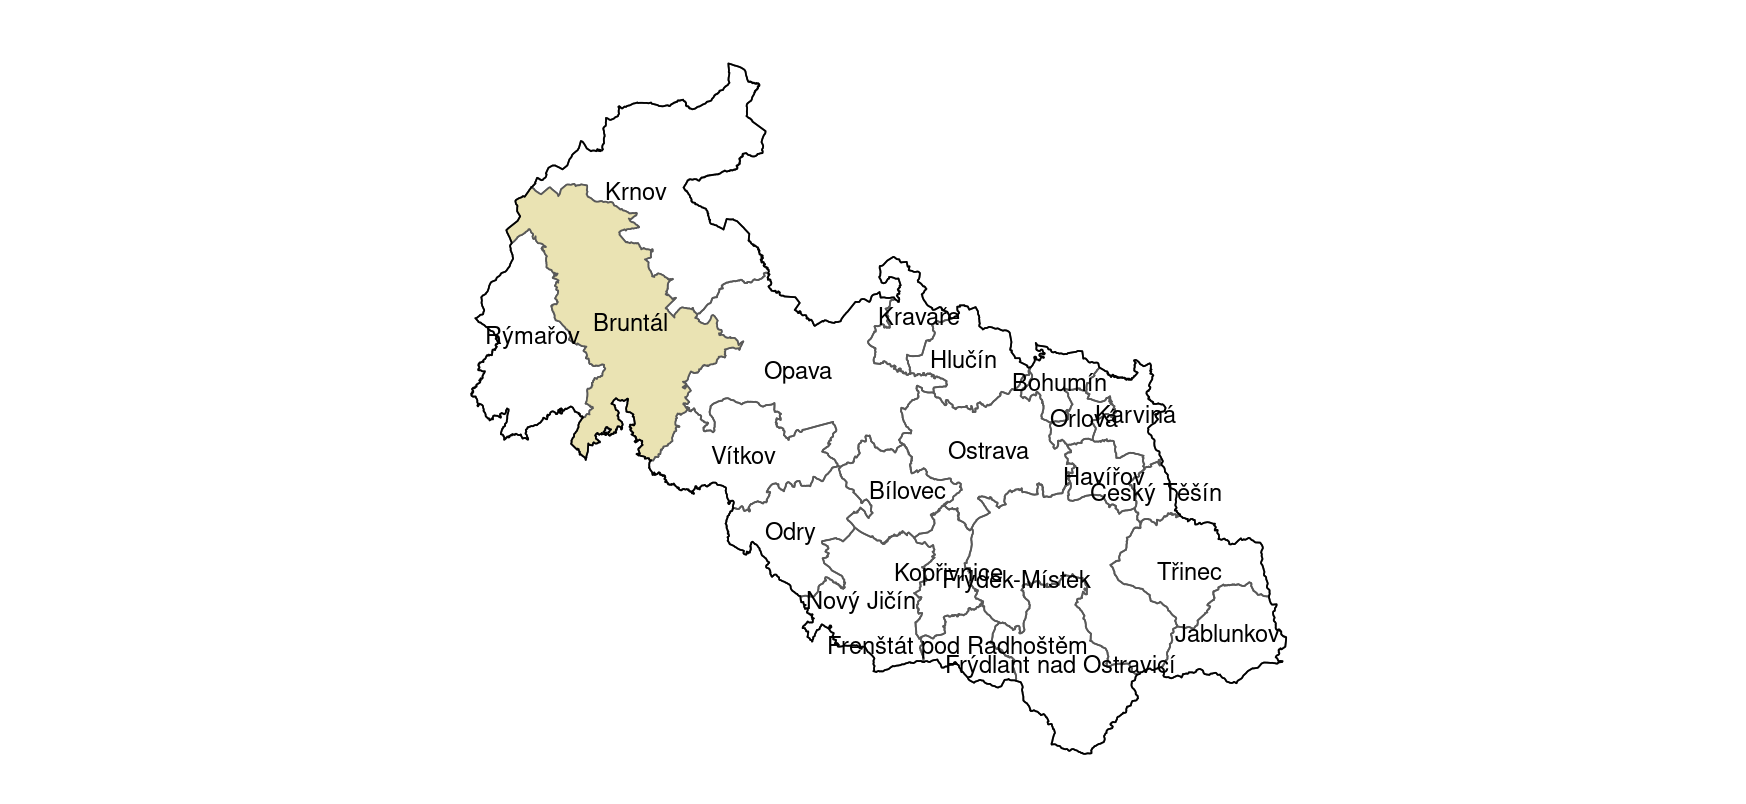 Krnov
Kravaře
Bruntál
Rýmařov
Hlučín
Opava
Bohumín
Karviná
Orlová
Ostrava
Vítkov
Havířov
Bílovec
Český Těšín
Odry
Třinec
Kopřivnice
Frýdek-Místek
Nový Jičín
Jablunkov
Frenštát pod Radhoštěm
Frýdlant nad Ostravicí